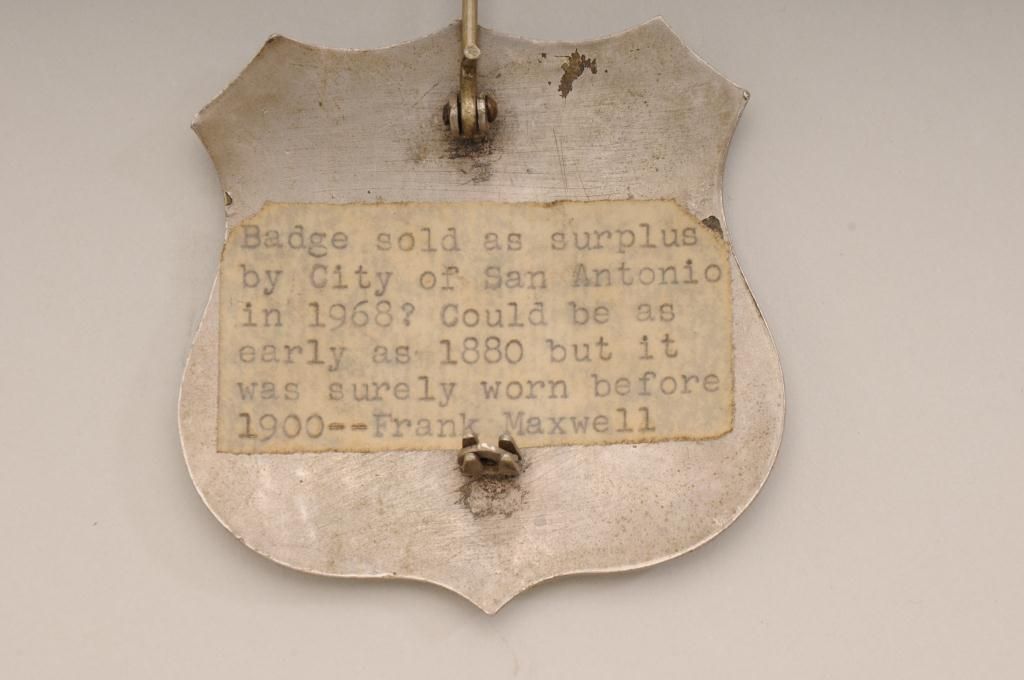 Badge sold as surplus
by City of San Antonio
in 1968? Could be as
early as 1880 but it
was surely worn before
1900--Frank Maxwell